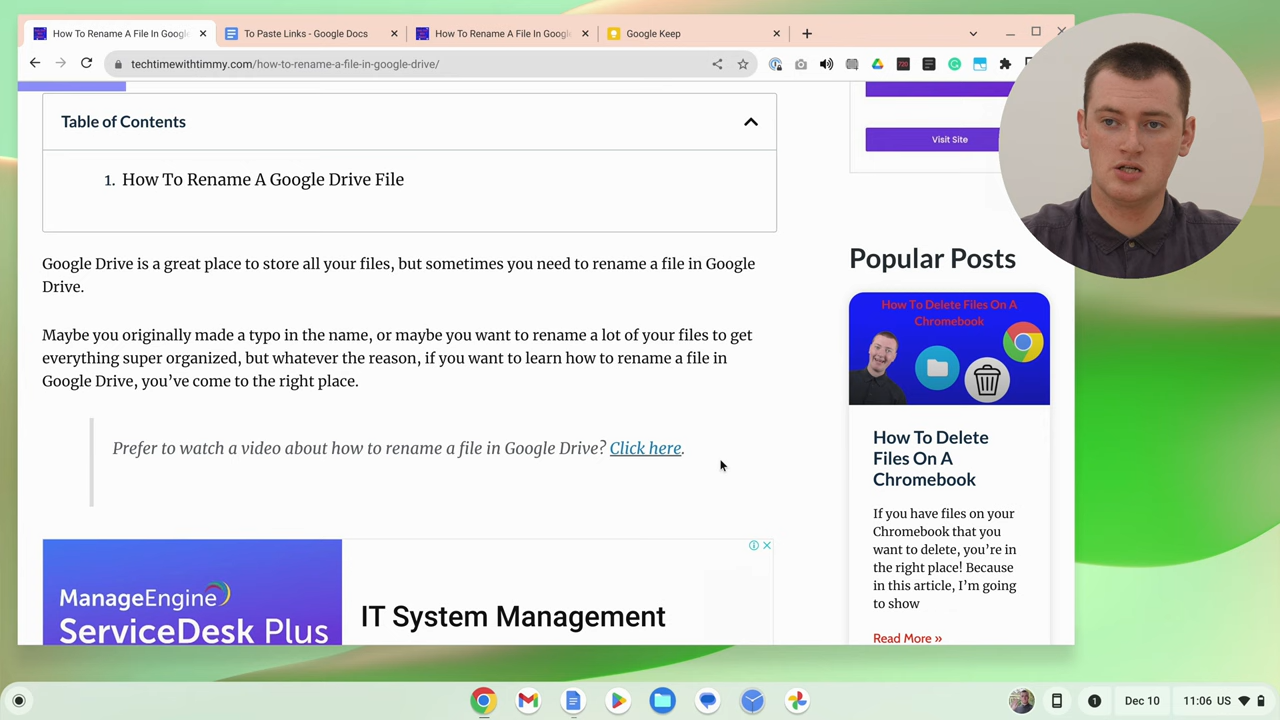 How To Rename A File In Google
To Paste Links - Google Docs
How To Rename A File In Google
Google Keep
techtimewithtimmy.com/how-to-rename-a-file-in-google-drive/
Table of Contents
1. How To Rename A Google Drive File
Google Drive is a great place to store all your files, but sometimes you need to rename a file in Google
Drive.
Maybe you originally made a typo in the name, or maybe you want to rename a lot of your files to get
everything super organized, but whatever the reason, if you want to learn how to rename a file in
Google Drive, you've come to the right place.
Prefer to watch a video about how to rename a file in Google Drive? Click here.
ManageEngine
ServiceDesk Plus
IT System Management
Visit Site
Popular Posts
How To Delete Files On A
Chromebook
How To Delete
Files On A
Chromebook
If you have files on your
Chromebook that you
want to delete, you're in
the right place! Because
in this article, I'm going
to show
Read More »
1
Dec 10
11:06 US